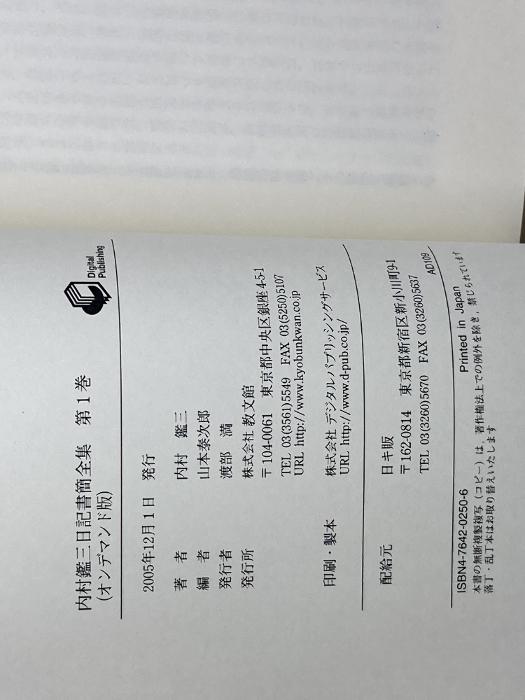 Digital
Publishing
内村鑑三日記書簡全集　第1巻
(オンデマンド版)
2005年12月1日　発行
著　者　内村　鑑三
編　者　山本泰次郎
発行者　渡部　満
発行所　株式会社 教文館
〒104-0061　東京都中央区銀座4-5-1
TEL 03(3561)5549　FAX 03(5250)5107
URL http://www.kyobunkwan.co.jp
印刷・製本　株式会社 デジタルパブリッシングサービス
URL http://www.d-pub.co.jp/
配給元　日キ販
〒162-0814　東京都新宿区新小川町9-1
TEL 03(3260)5670　FAX 03(3260)5637
AD109
ISBN4-7642-0250-6　Printed in Japan
本書の無断複製複写（コピー）は、著作権法上での例外を除き、禁じられています
落丁・乱丁本はお取り替えいたします